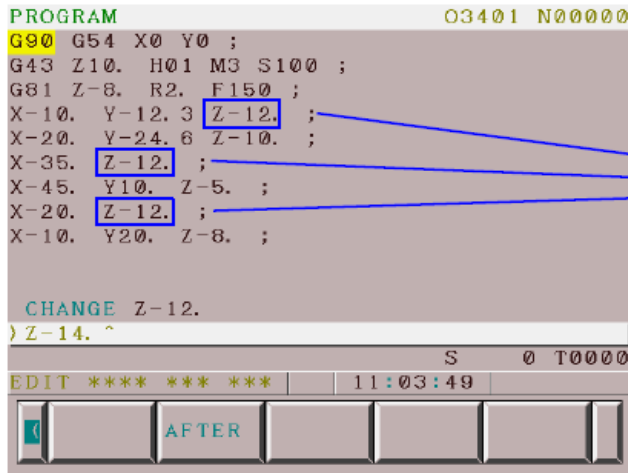 PROGRAM O3401 N00000
G90 G54 X0 Y0 ;
G43 Z10. H01 M3 S100 ;
G81 Z-8. R2. F150 ;
X-10. Y-12.3 Z-12. ;
X-20. Y-24.6 Z-10. ;
X-35. Z-12. ;
X-45. Y10. Z-5. ;
X-20. Z-12. ;
X-10. Y20. Z-8. ;
CHANGE Z-12.
) Z-14. ^
S 0 T0000
EDIT **** *** *** 11:03:49
AFTER